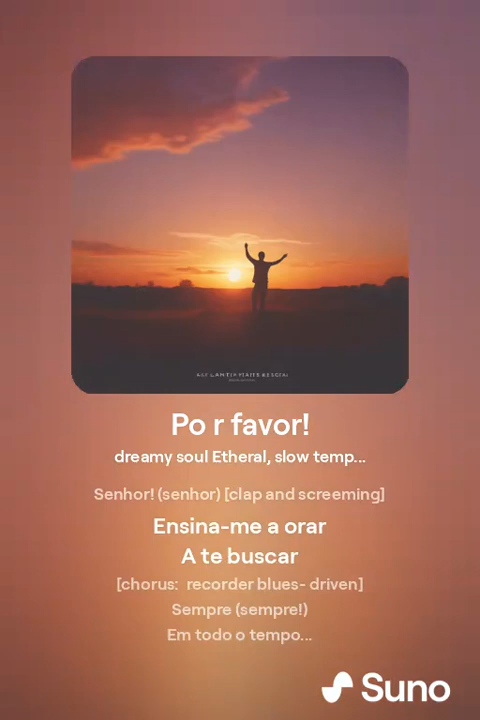 Po r favor!
dreamy soul Etheral, slow temp...
Senhor! (senhor) [clap and screeming]
Ensina-me a orar
A te buscar
[chorus:  recorder blues- driven]
Sempre (sempre!)
Em todo o tempo...
Suno